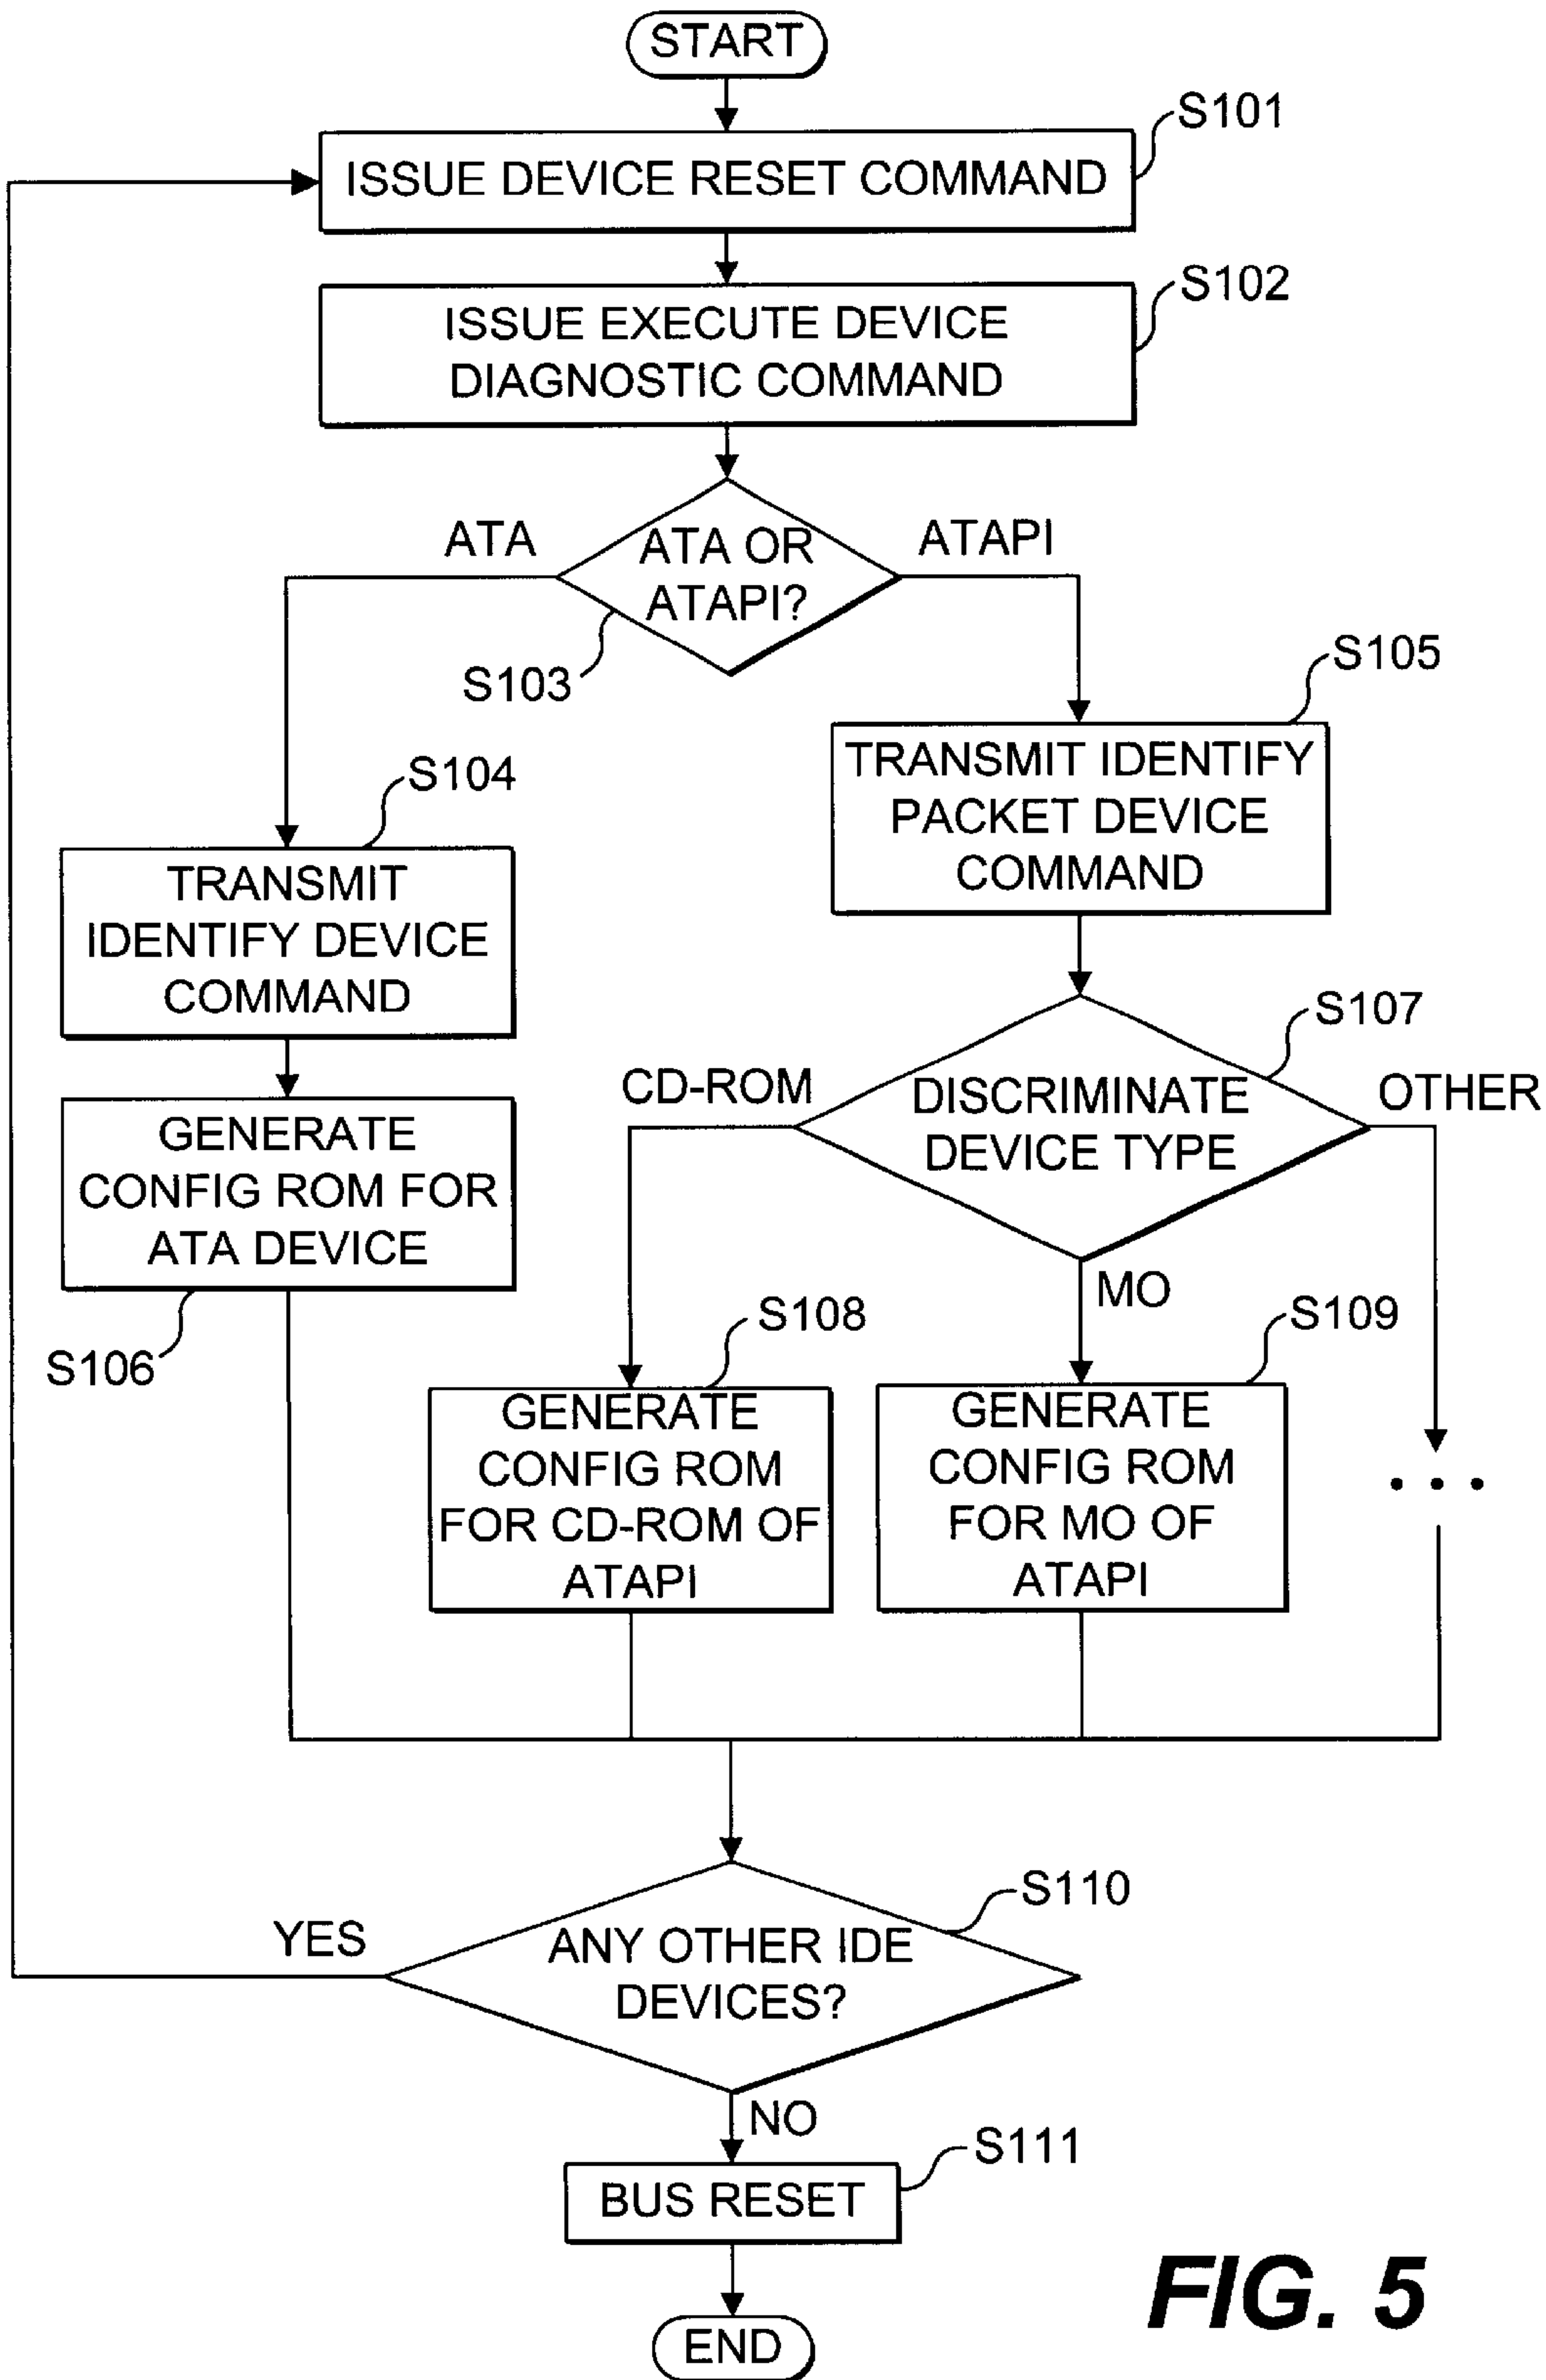 START
S101
ISSUE DEVICE RESET COMMAND
S102
ISSUE EXECUTE DEVICE
DIAGNOSTIC COMMAND
ATA
ATA OR
ATAPI?
ATAPI
S103
S105
TRANSMIT IDENTIFY
PACKET DEVICE
COMMAND
S104
TRANSMIT
IDENTIFY DEVICE
COMMAND
S107
CD-ROM
DISCRIMINATE
DEVICE TYPE
OTHER
GENERATE
CONFIG ROM FOR
ATA DEVICE
MO
S106
S108
S109
GENERATE
CONFIG ROM
FOR CD-ROM OF
ATAPI
GENERATE
CONFIG ROM
FOR MO OF
ATAPI
• • •
S110
YES
ANY OTHER IDE
DEVICES?
NO
S111
BUS RESET
END
FIG. 5